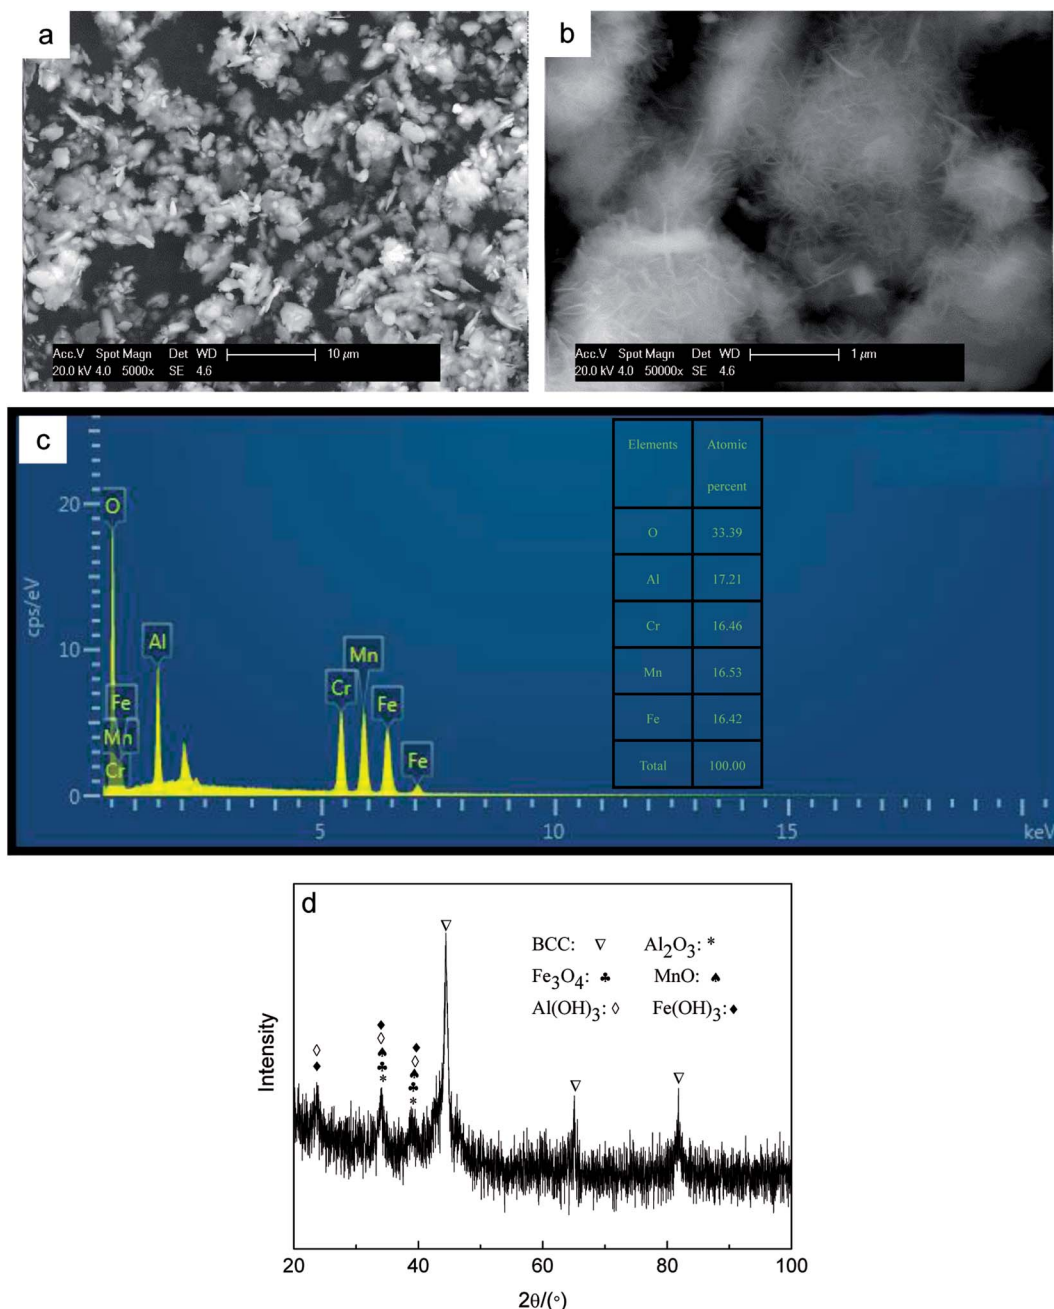 a
Acc.V Spot Magn Det WD 10 μm
20.0 kV 4.0 5000x SE 4.6
b
Acc.V Spot Magn Det WD 1 μm
20.0 kV 4.0 50000x SE 4.6
c
cps/eV
20
10
0
O
Fe
Mn
Cr
Al
Cr
Mn
Fe
Fe
5 10 15 keV
Elements Atomic percent
O 33.39
Al 17.21
Cr 16.46
Mn 16.53
Fe 16.42
Total 100.00
d
BCC: ▽ Al₂O₃: *
Fe₃O₄: ♣ MnO: ♠
Al(OH)₃: ◊ Fe(OH)₃: ♦
Intensity
20 40 60 80 100
2θ/(°)